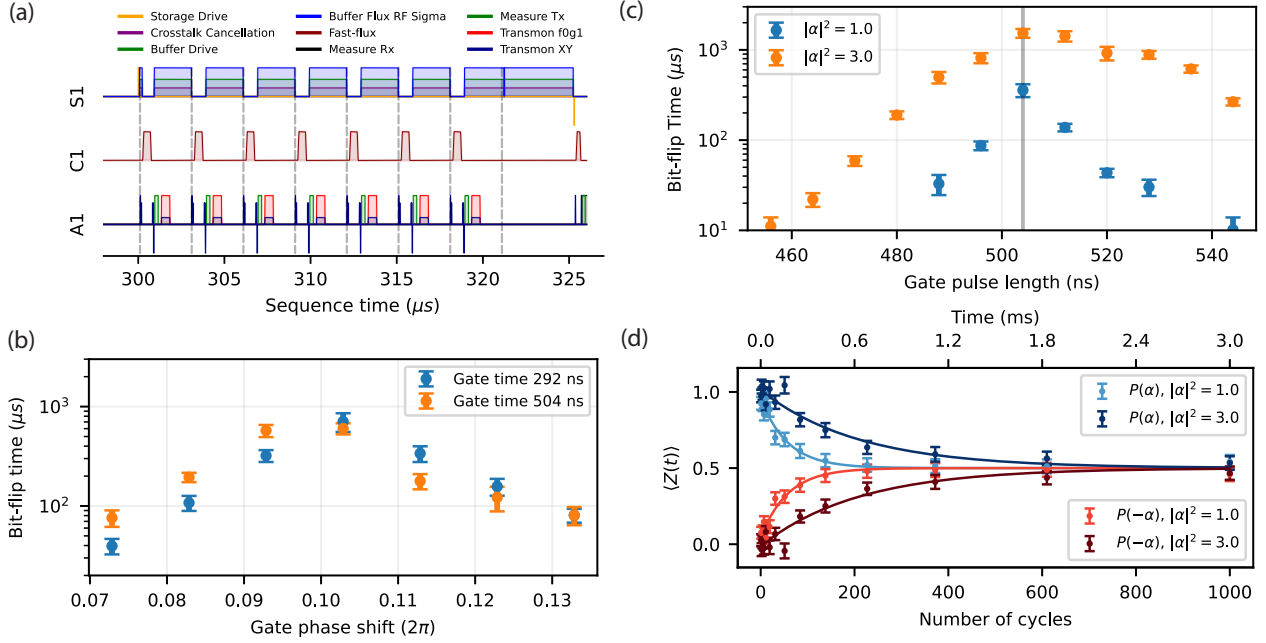 (a)
Storage Drive
Crosstalk Cancellation
Buffer Drive
Buffer Flux RF Sigma
Fast-flux
Measure Rx
Measure Tx
Transmon f0g1
Transmon XY
S1
C1
A1
300 305 310 315 320 325
Sequence time (μs)
(b)
Bit-flip time (μs)
10³
10²
Gate time 292 ns
Gate time 504 ns
0.07 0.08 0.09 0.10 0.11 0.12 0.13
Gate phase shift (2π)
(c)
Bit-flip Time (μs)
10³
10²
10¹
|α|² = 1.0
|α|² = 3.0
460 480 500 520 540
Gate pulse length (ns)
(d)
Time (ms)
0.0 0.6 1.2 1.8 2.4 3.0
⟨Z(t)⟩
1.0
0.5
0.0
P(α), |α|² = 1.0
P(α), |α|² = 3.0
P(−α), |α|² = 1.0
P(−α), |α|² = 3.0
0 200 400 600 800 1000
Number of cycles